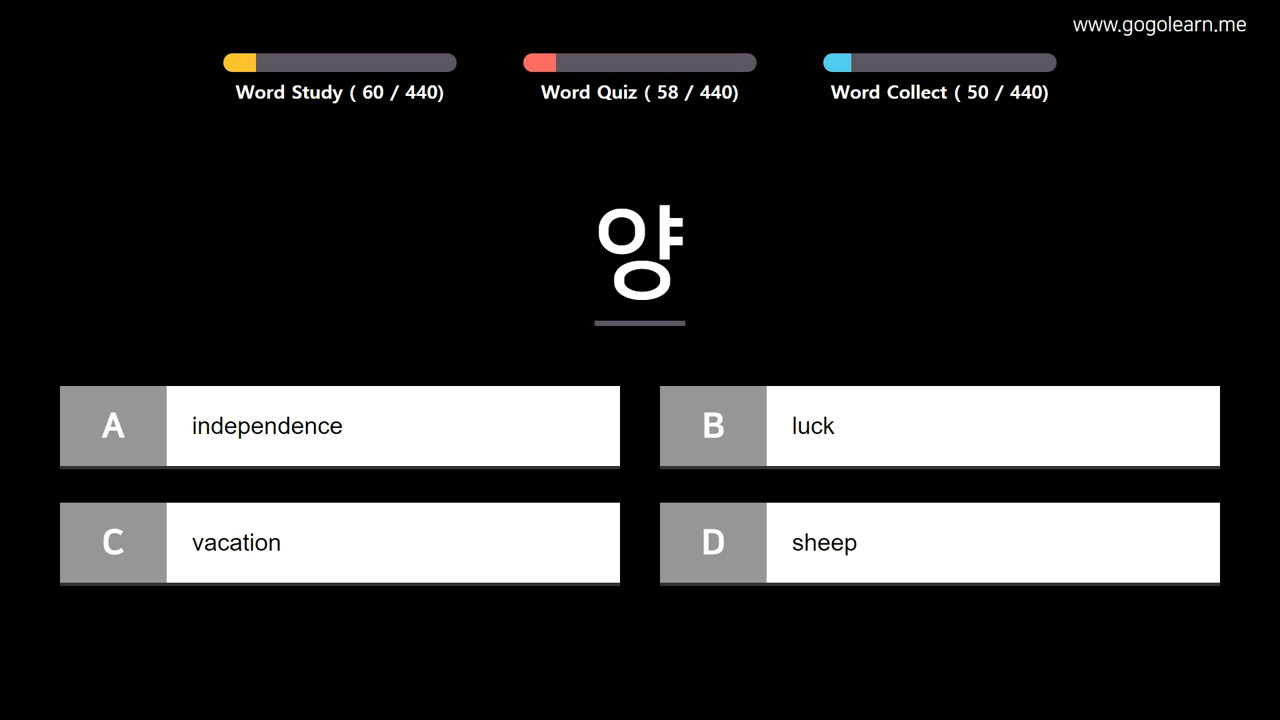 www.gogolearn.me
Word Study ( 60 / 440)
Word Quiz ( 58 / 440)
Word Collect ( 50 / 440)
양
A independence
B luck
C vacation
D sheep